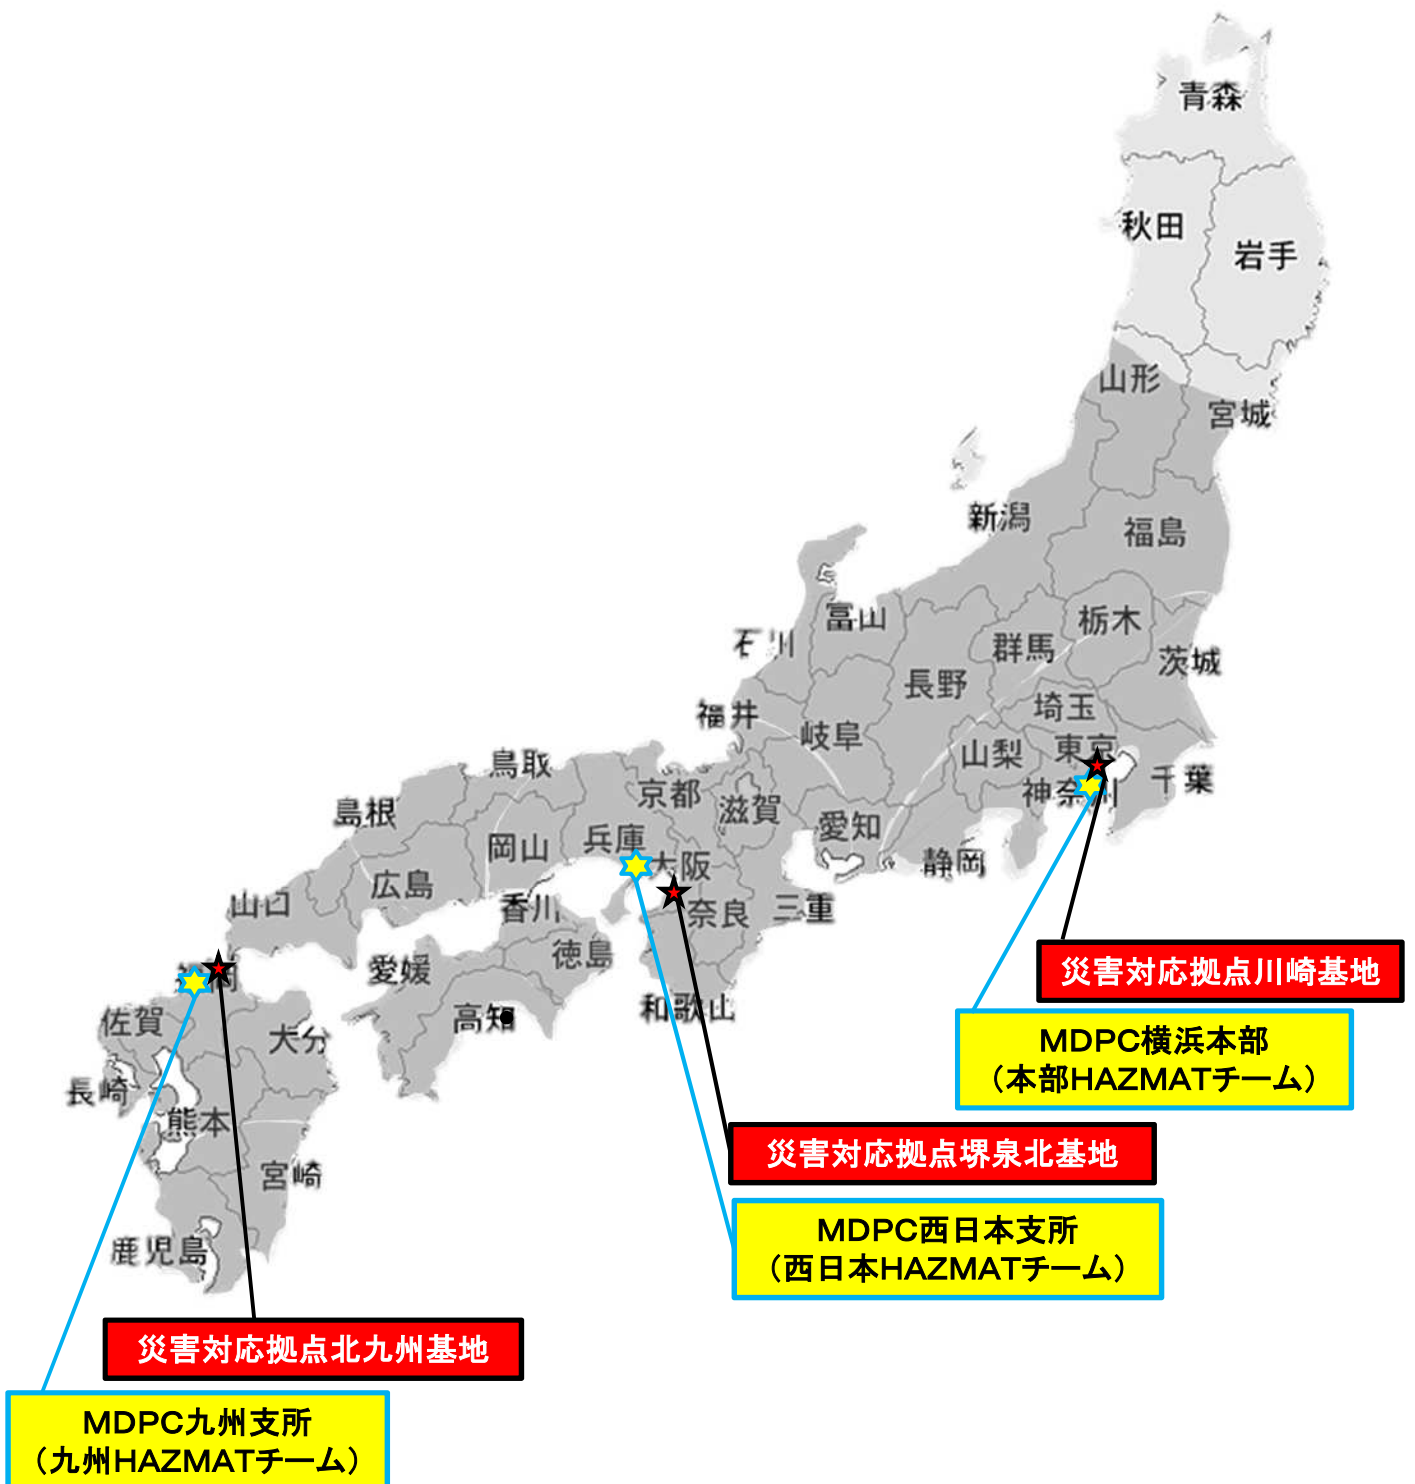 青森
秋田
岩手
山形
宮城
新潟
福島
富山
石川
栃木
群馬
茨城
長野
福井
埼玉
岐阜
山梨
東京
千葉
神奈川
鳥取
京都
滋賀
愛知
静岡
島根
岡山
兵庫
大阪
広島
山口
香川
奈良
三重
徳島
愛媛
和歌山
高知
福岡
佐賀
大分
長崎
熊本
宮崎
鹿児島
災害対応拠点川崎基地
MDPC横浜本部
（本部HAZMATチーム）
災害対応拠点堺泉北基地
MDPC西日本支所
（西日本HAZMATチーム）
災害対応拠点北九州基地
MDPC九州支所
（九州HAZMATチーム）